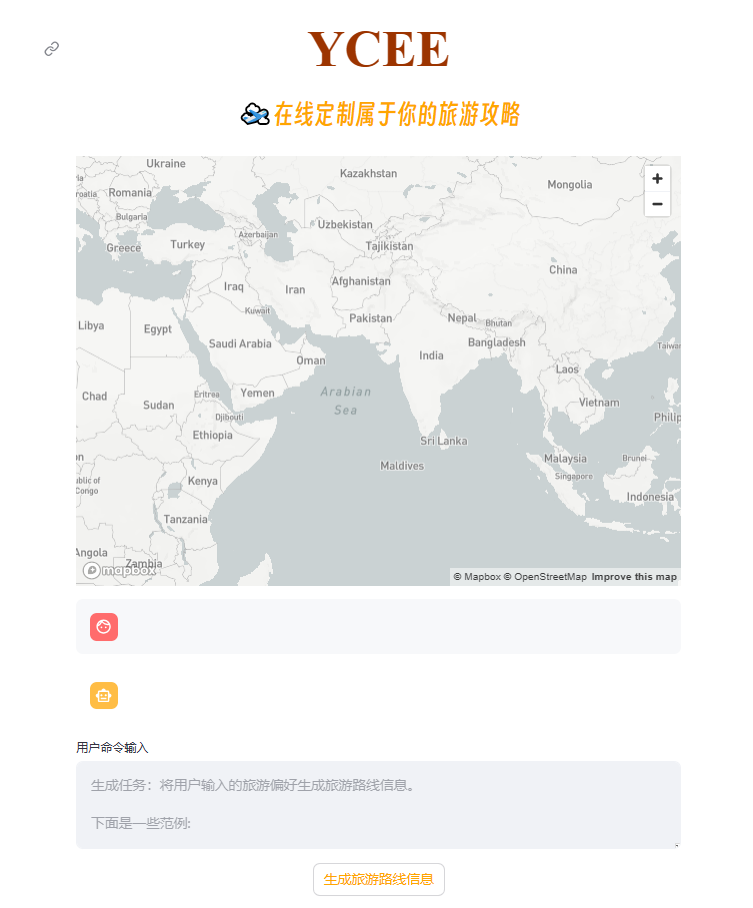 YCEE
在线定制属于你的旅游攻略
Ukraine
Kazakhstan
Mongolia
roatia
Romania
Bulgaria
Uzbekistan
Azerbaijan
Greece
Turkey
Tajikistan
China
Iraq
Iran
Afghanistan
Kuwait
Pakistan
Nepal
Bhutan
Libya
Egypt
Saudi Arabia
Bangladesh
Taiwan
Oman
India
Laos
Chad
Sudan
Eritrea
Yemen
Arabian
Sea
Vietnam
Djibouti
Philip
Ethiopia
Sri Lanka
Maldives
Malaysia
Brunei
Singapore
Kenya
ublic of
Congo
Indonesia
Tanzania
Angola
Zambia
mapbox
© Mapbox © OpenStreetMap Improve this map
用户命令输入
生成任务：将用户输入的旅游偏好生成旅游路线信息。
下面是一些范例:
生成旅游路线信息